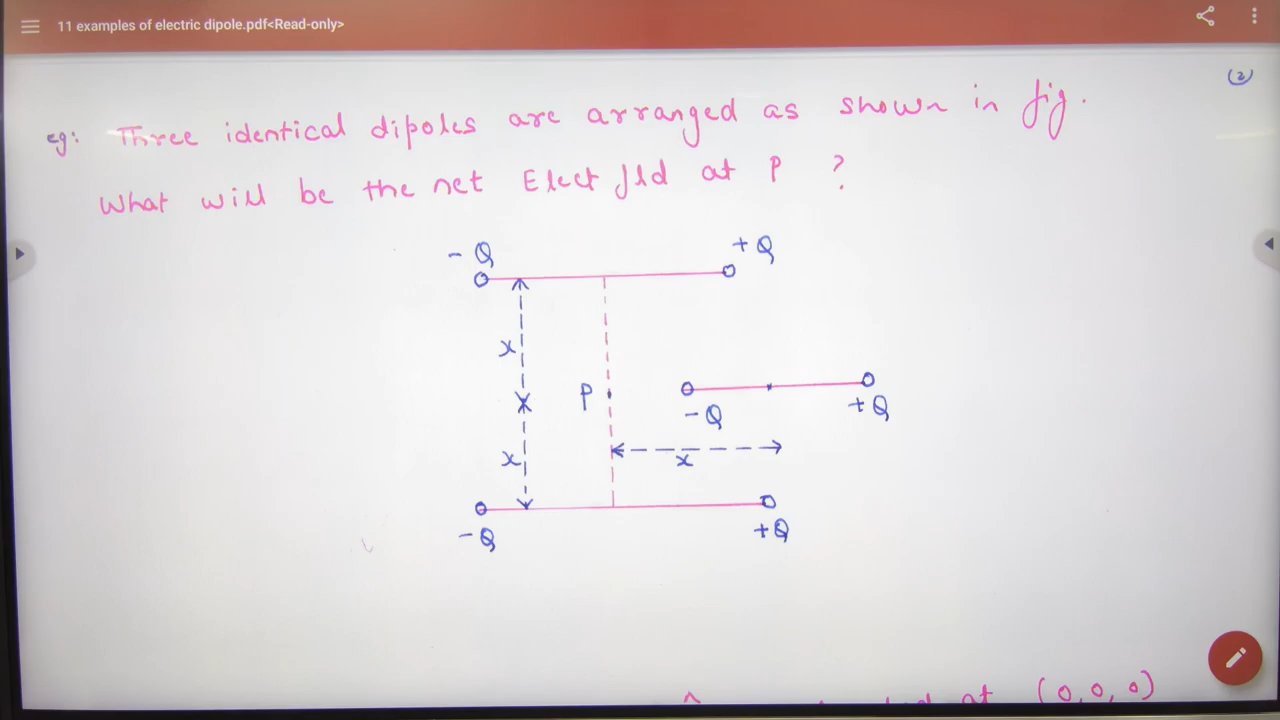 11 examples of electric dipole.pdf<Read-only>
(2)
eg: Three identical dipoles are arranged as shown in fig.
What will be the net Elect fld at P ?
- Q
+ Q
x
P
- Q
+ Q
x
x
- Q
+ Q
at (0,0,0)